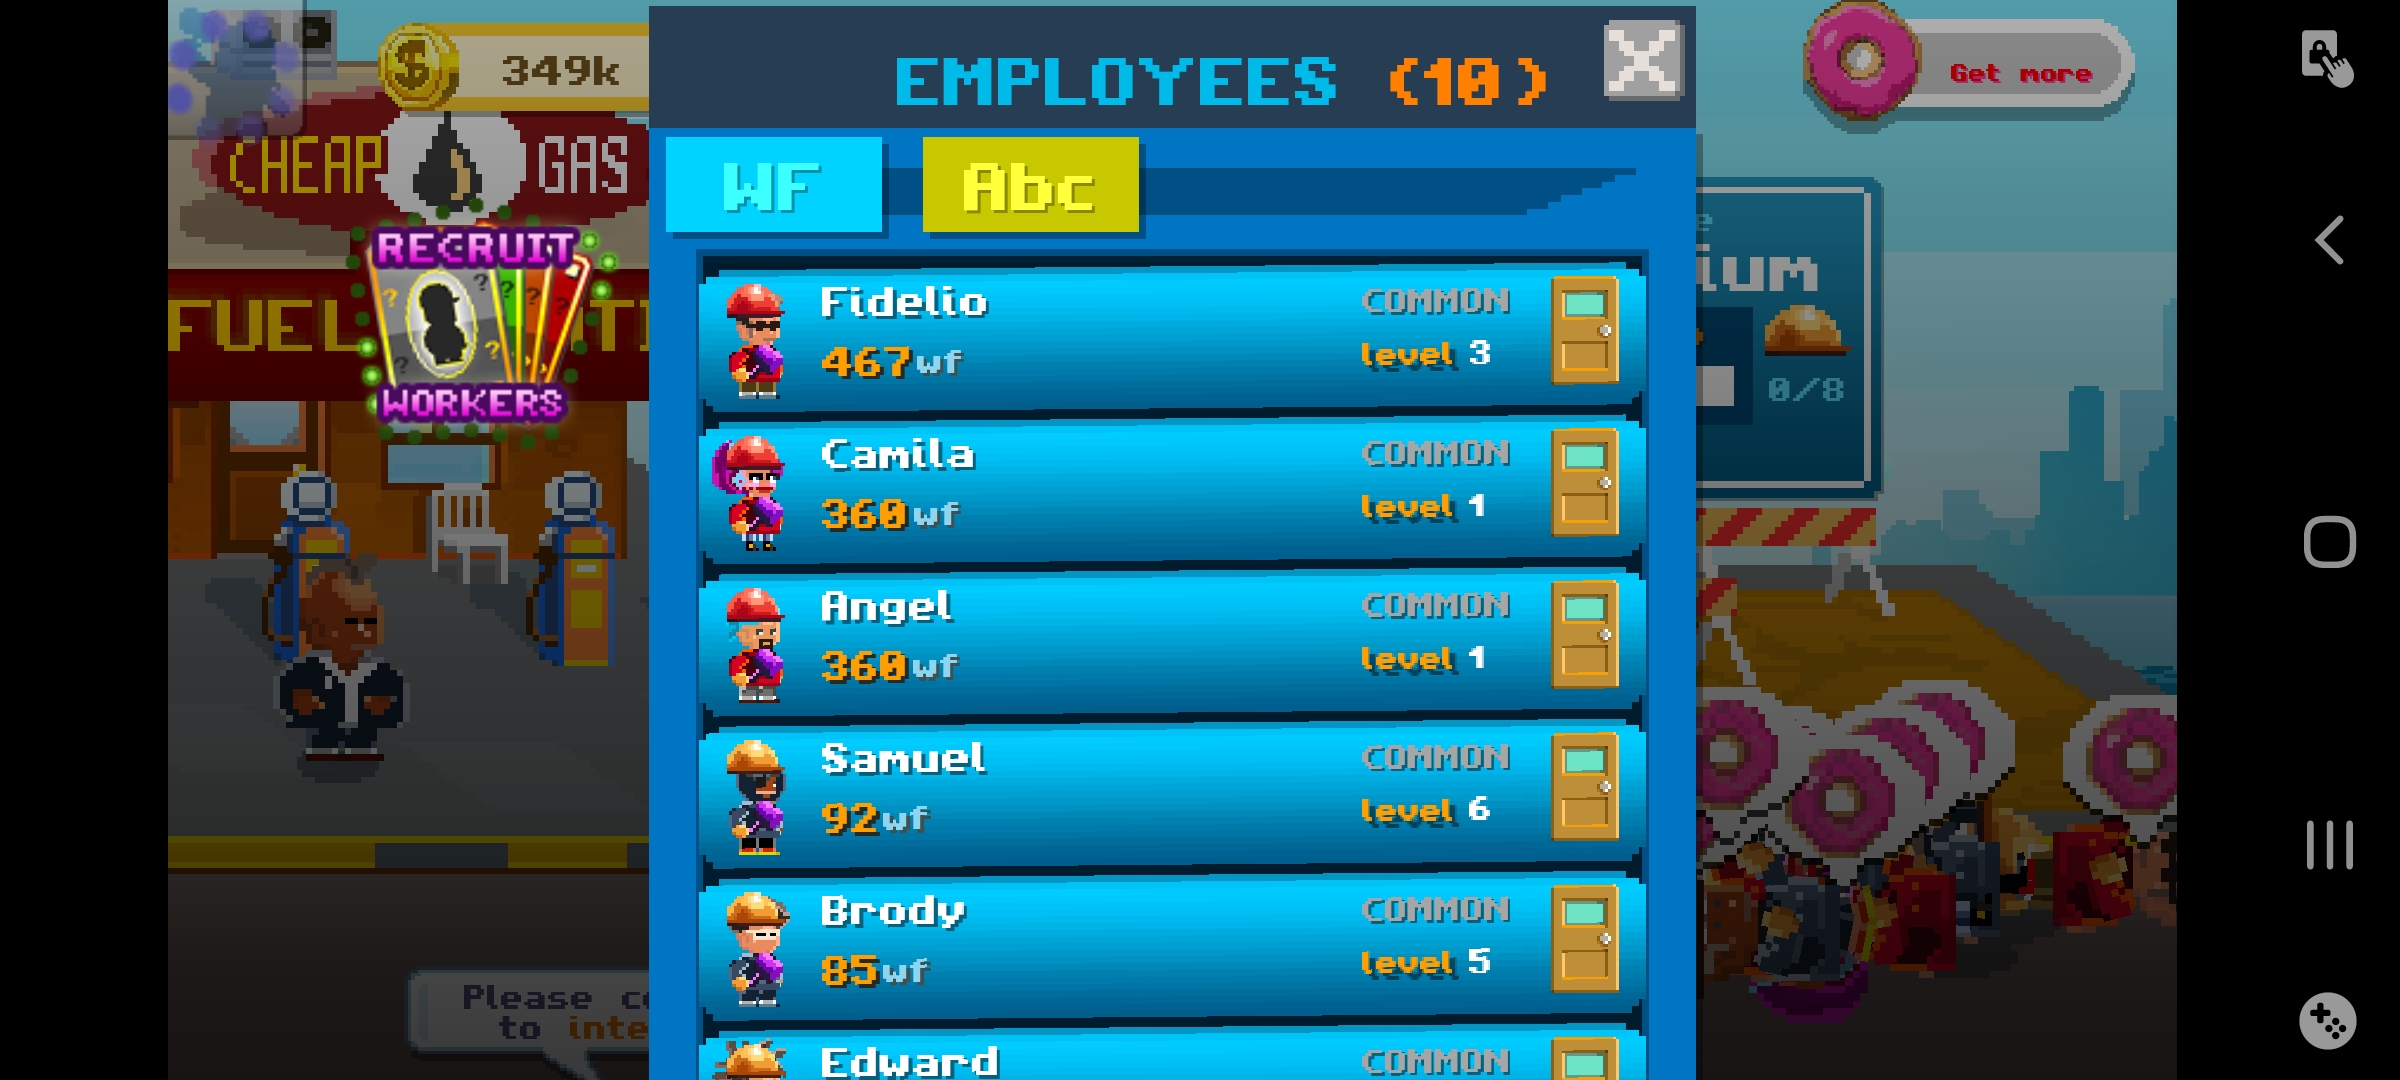 349k
EMPLOYEES (10)
Get more
CHEAP GAS
WF
Abc
RECRUIT
WORKERS
FUEL
Fidelio
COMMON
467wf
level 3
Camila
COMMON
360wf
level 1
0/8
Angel
COMMON
360wf
level 1
Samuel
COMMON
92wf
level 6
Brody
COMMON
85wf
level 5
Please
to
Edward
COMMON